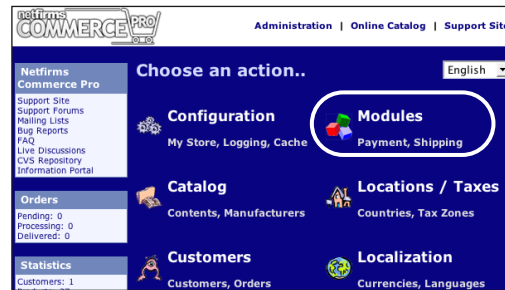 netfirms
COMMERCE PRO/
Administration | Online Catalog | Support Site
Netfirms
Commerce Pro
Support Site
Support Forums
Mailing Lists
Bug Reports
FAQ
Live Discussions
CVS Repository
Information Portal
Orders
Pending: 0
Processing: 0
Delivered: 0
Statistics
Customers: 1
Choose an action..
English
Configuration
My Store, Logging, Cache
Modules
Payment, Shipping
Catalog
Contents, Manufacturers
Locations / Taxes
Countries, Tax Zones
Customers
Customers, Orders
Localization
Currencies, Languages